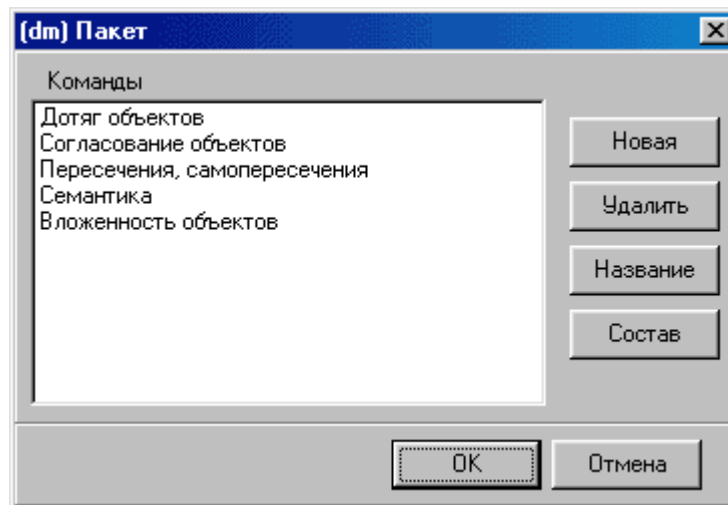 (dm) Пакет
Команды
Дотяг объектов
Согласование объектов
Пересечения, самопересечения
Семантика
Вложенность объектов
Новая
Удалить
Название
Состав
OK
Отмена